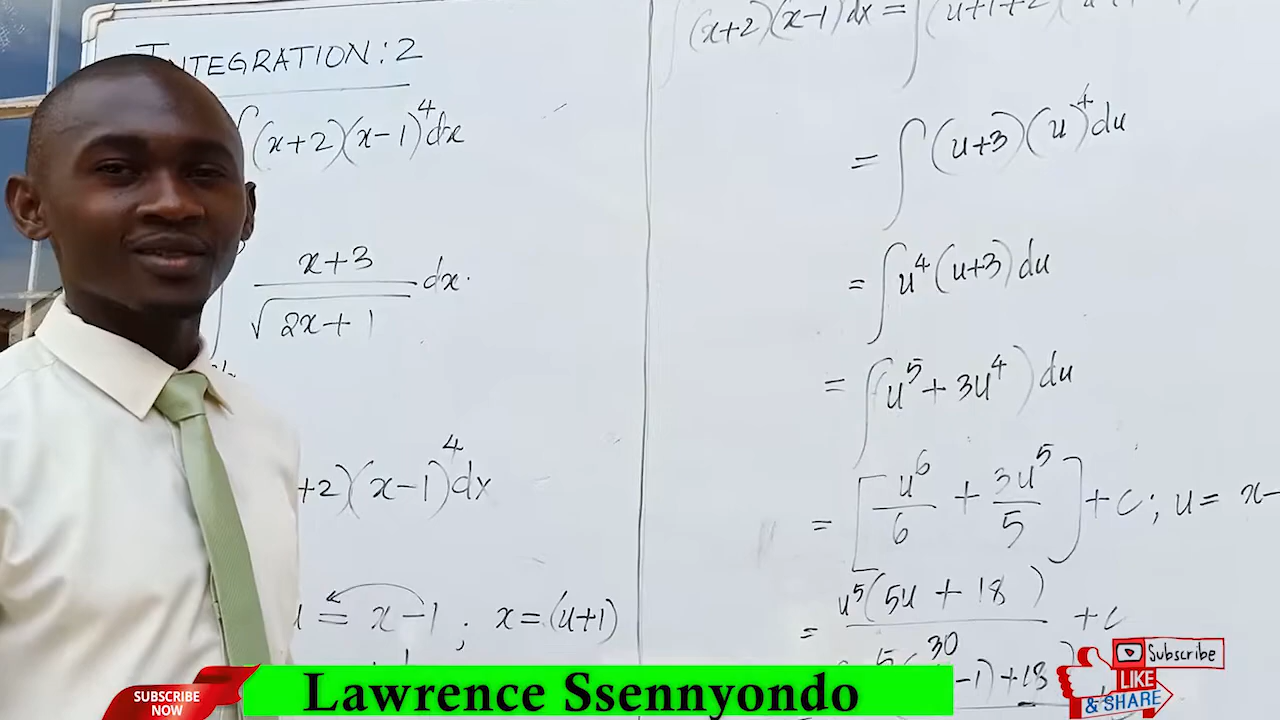 INTEGRATION: 2
∫(x+2)(x-1)⁴dx
x+3
√2x+1 dx.
+2)(x-1)⁴dx
= x-1 ; x=(u+1)
∫(x+2)(x-1)dx = ∫(u+1+2)
= ∫(u+3)(u)⁴du
= ∫u⁴(u+3)du
= ∫(u⁵+3u⁴)du
= [u⁶/6 + 3u⁵/5]+c; u= x-
= u⁵(5u + 18)/30 +c
-1)+18
SUBSCRIBE NOW
Lawrence Ssennyondo
Subscribe
LIKE
& SHARE